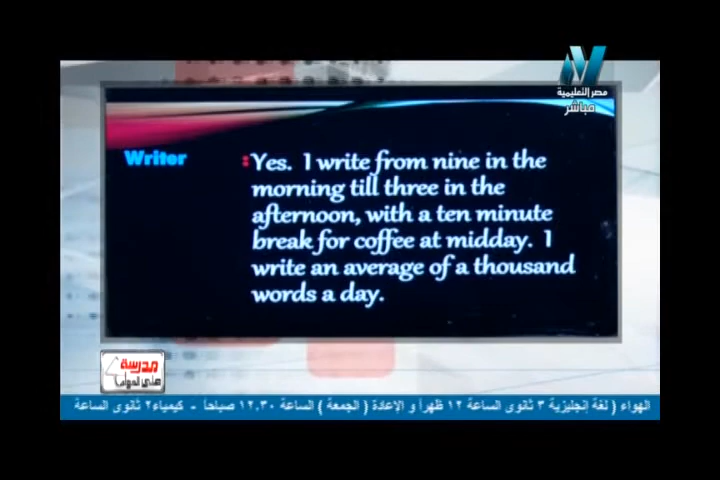 مصر التعليمية
مباشر
Writer : Yes. I write from nine in the
morning till three in the
afternoon, with a ten minute
break for coffee at midday. I
write an average of a thousand
words a day.
مدرسة
على الهواء
الهواء ( لغة إنجليزية ٣ ثانوى الساعة ١٢ ظهراً و الإعادة ( الجمعة ) الساعة ١٢.٣٠ صباحاً - كيمياء٢ ثانوى الساعة